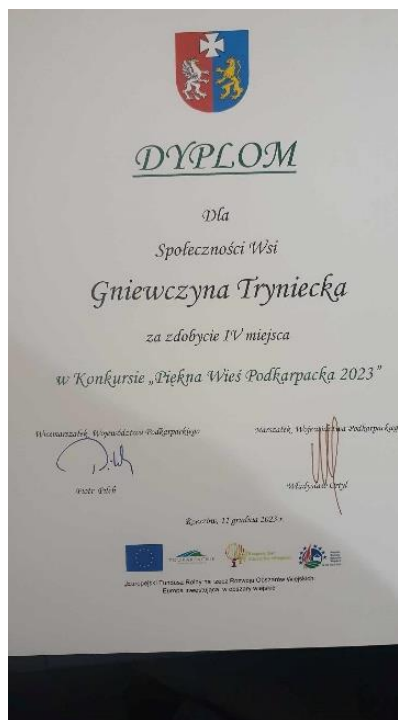 DYPLOM
Dla
Społeczności Wsi
Gniewczyna Tryniecka
za zdobycie IV miejsca
w Konkursie „Piękna Wieś Podkarpacka 2023”
Wicemarszałek Województwa Podkarpackiego
Marszałek Województwa Podkarpackiego
Piotr Pilch
Władysław Ortyl
Rzeszów, 11 grudnia 2023 r.
Europejski Fundusz Rolny na rzecz Rozwoju Obszarów Wiejskich:
Europa inwestująca w obszary wiejskie